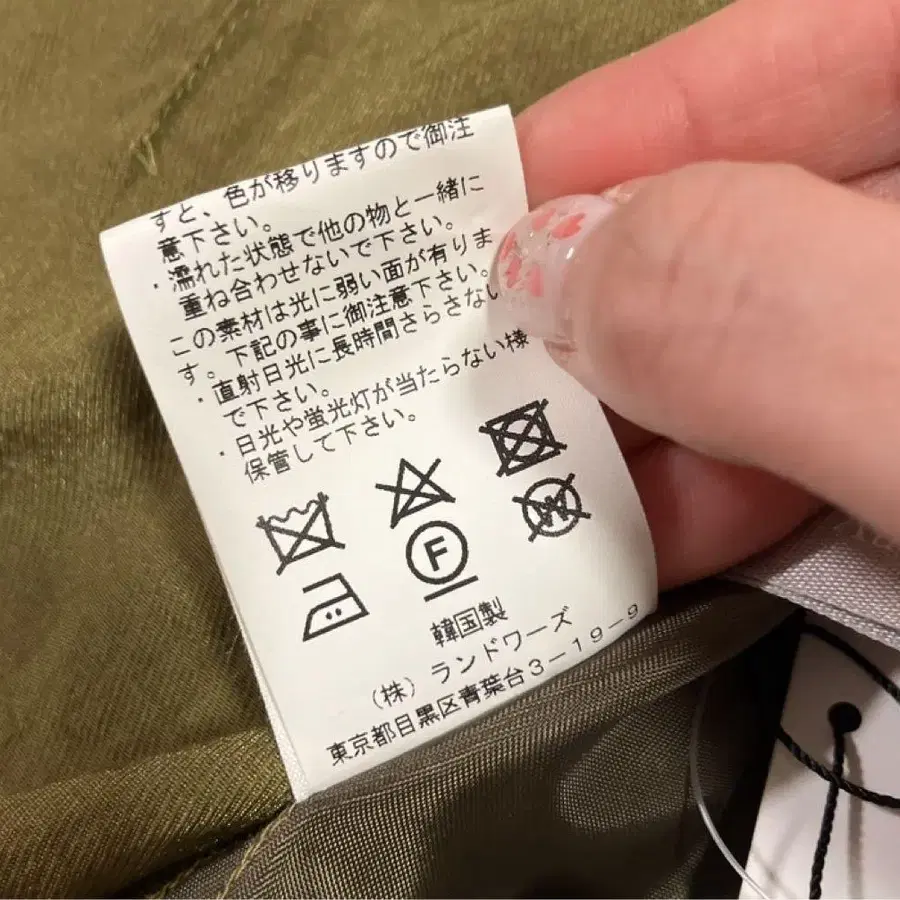 すと、色が移りますので御注
意下さい。
・濡れた状態で他の物と一緒に
重ね合わせないで下さい。
この素材は光に弱い面が有りま
す。下記の事に御注意下さい。
・直射日光に長時間さらさない
で下さい。
・日光や蛍光灯が当たらない様
保管して下さい。
F
W
韓国製
（株）ランドワーズ
東京都目黒区青葉台3－19－9